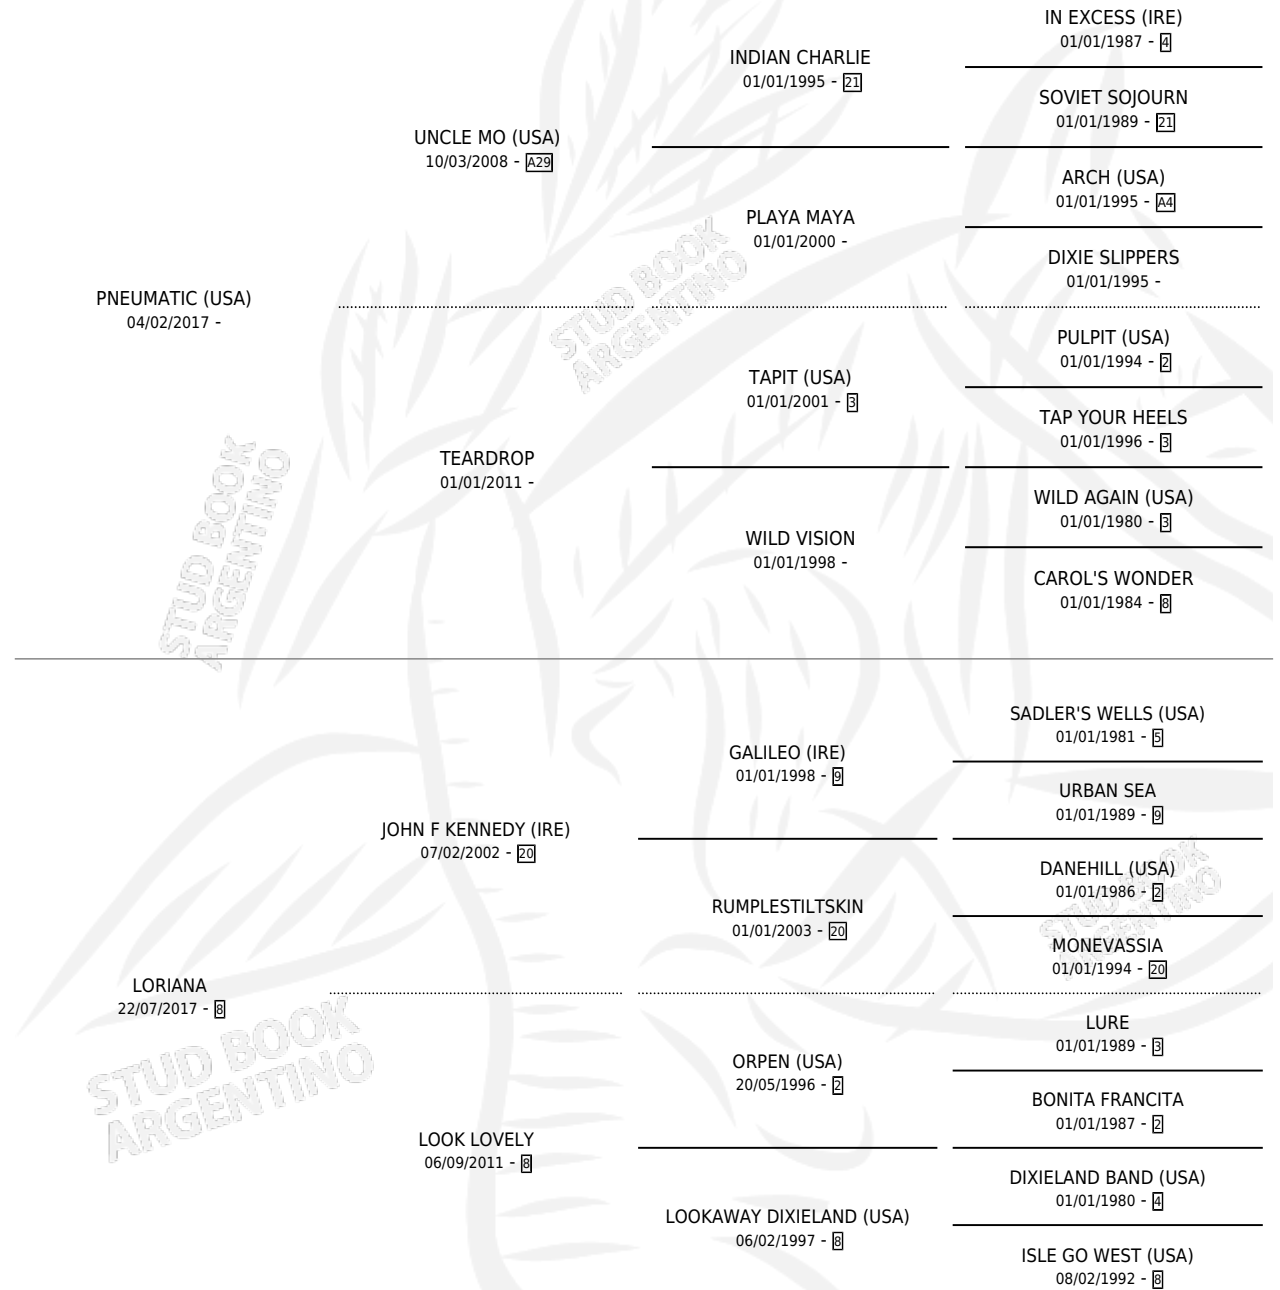 IN EXCESS (IRE)
01/01/1987 - 4
INDIAN CHARLIE
01/01/1995 - 21
SOVIET SOJOURN
01/01/1989 - 21
UNCLE MO (USA)
10/03/2008 - A29
ARCH (USA)
01/01/1995 - A4
PLAYA MAYA
01/01/2000 -
DIXIE SLIPPERS
01/01/1995 -
PNEUMATIC (USA)
04/02/2017 -
PULPIT (USA)
01/01/1994 - 2
TAPIT (USA)
01/01/2001 - 3
TAP YOUR HEELS
01/01/1996 - 3
TEARDROP
01/01/2011 -
WILD AGAIN (USA)
01/01/1980 - 3
WILD VISION
01/01/1998 -
CAROL'S WONDER
01/01/1984 - 8
STUD BOOK
ARGENTINO
STUD BOOK
ARGENTINO
SADLER'S WELLS (USA)
01/01/1981 - 5
GALILEO (IRE)
01/01/1998 - 9
URBAN SEA
01/01/1989 - 9
JOHN F KENNEDY (IRE)
07/02/2002 - 20
DANEHILL (USA)
01/01/1986 - 2
RUMPLESTILTSKIN
01/01/2003 - 20
MONEVASSIA
01/01/1994 - 20
LORIANA
22/07/2017 - 8
LURE
01/01/1989 - 3
ORPEN (USA)
20/05/1996 - 2
BONITA FRANCITA
01/01/1987 - 2
LOOK LOVELY
06/09/2011 - 8
DIXIELAND BAND (USA)
01/01/1980 - 4
LOOKAWAY DIXIELAND (USA)
06/02/1997 - 8
ISLE GO WEST (USA)
08/02/1992 - 8
STUD BOOK
ARGENTINO
STUD BOOK
ARGENTINO